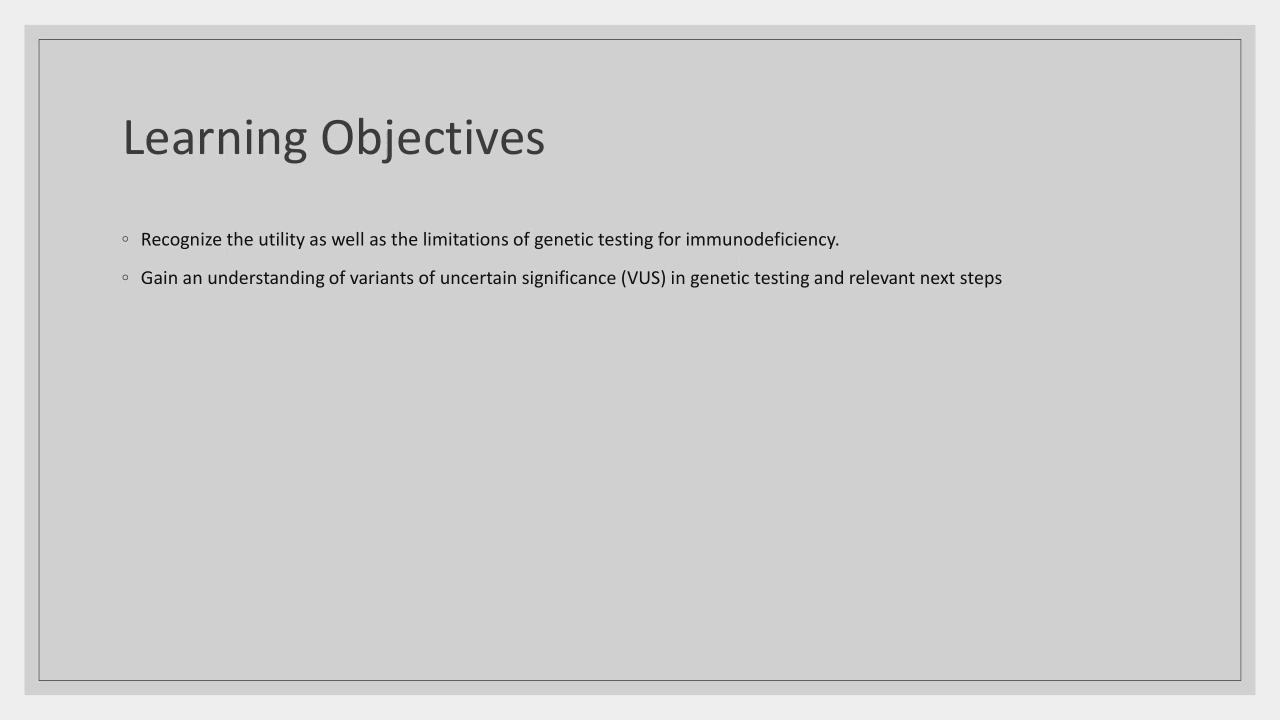 Learning Objectives
◦ Recognize the utility as well as the limitations of genetic testing for immunodeficiency.
◦ Gain an understanding of variants of uncertain significance (VUS) in genetic testing and relevant next steps